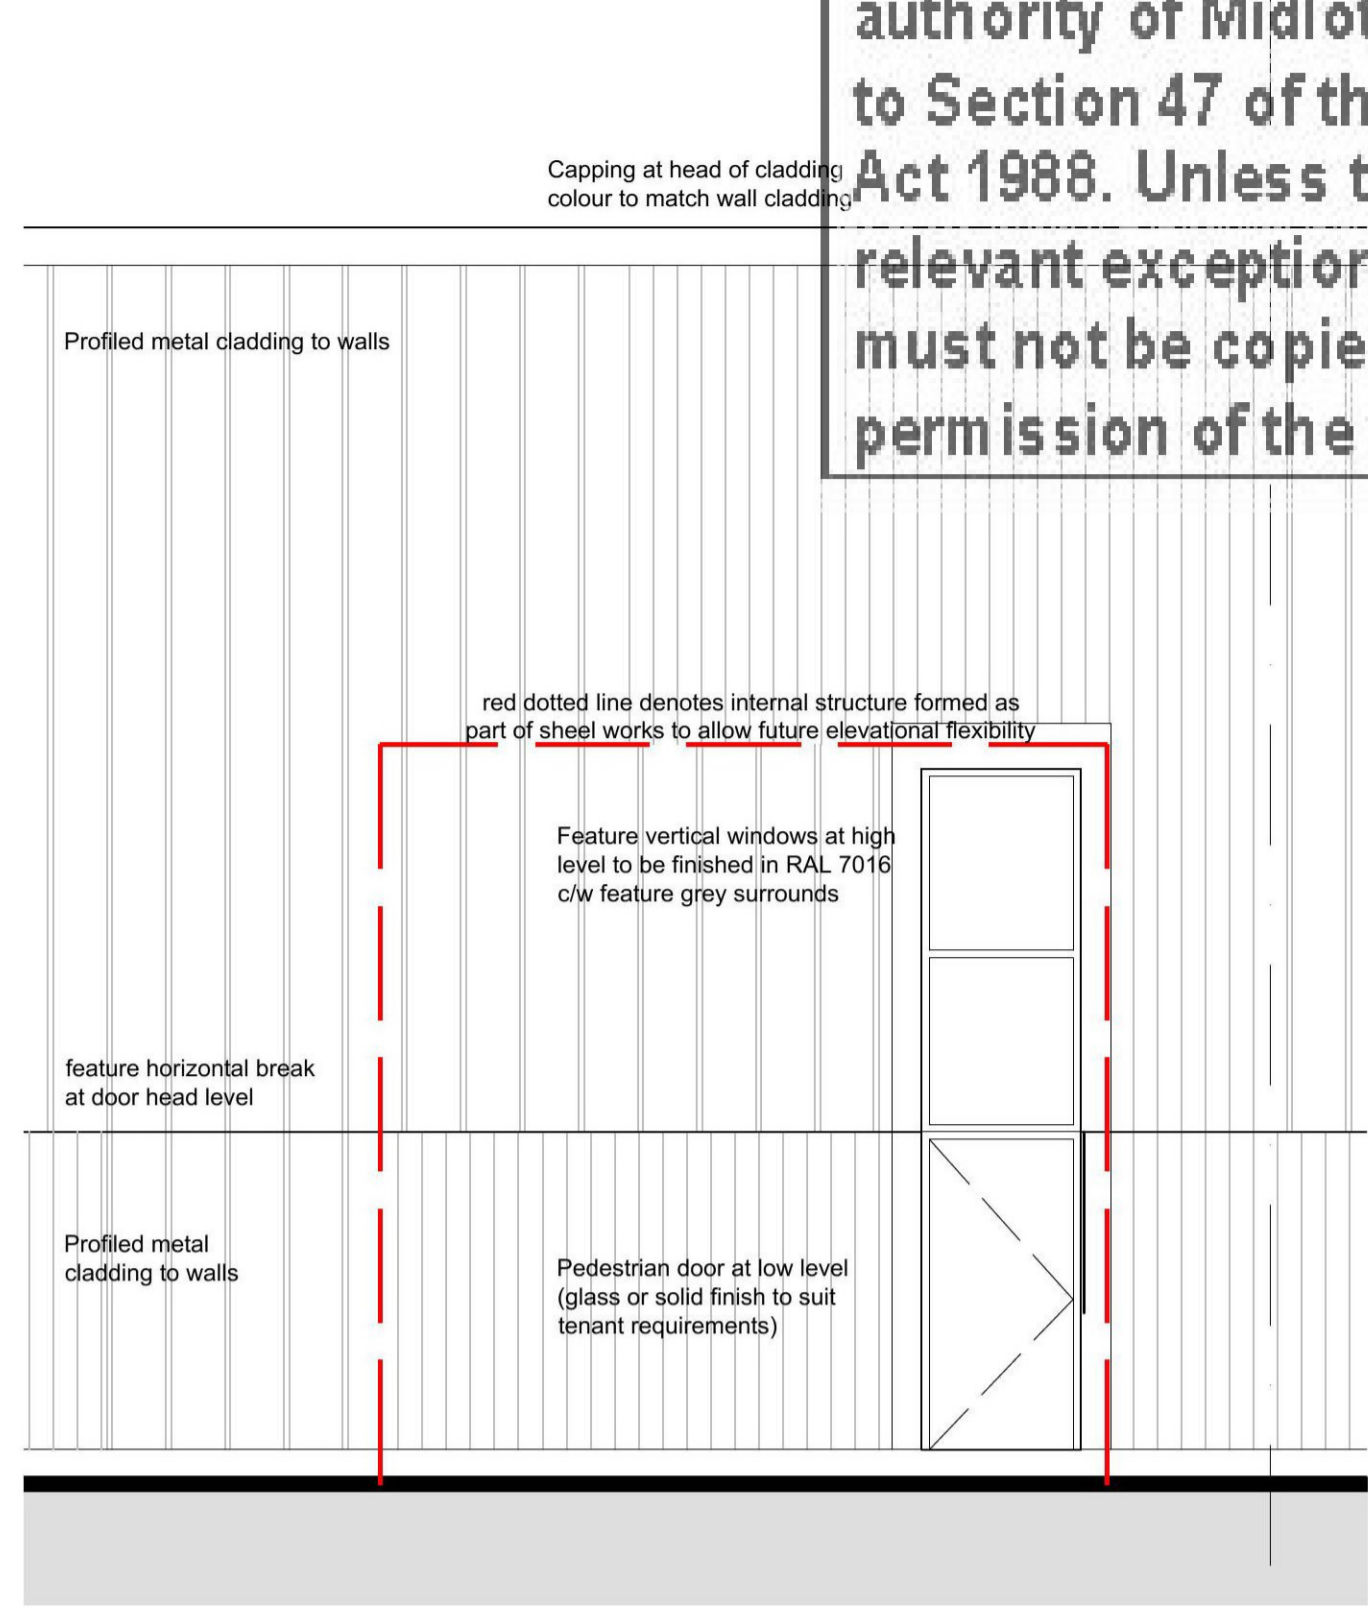 authority of Midlot
to Section 47 of th
Act 1988. Unless t
relevant exception
must not be copie
permission of the
Capping at head of cladding
colour to match wall cladding
Profiled metal cladding to walls
red dotted line denotes internal structure formed as
part of sheel works to allow future elevational flexibility
Feature vertical windows at high
level to be finished in RAL 7016
c/w feature grey surrounds
feature horizontal break
at door head level
Profiled metal
cladding to walls
Pedestrian door at low level
(glass or solid finish to suit
tenant requirements)